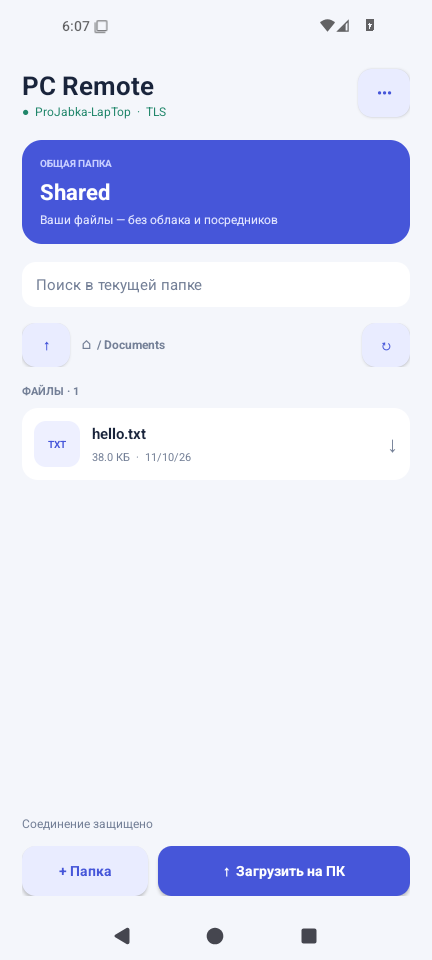 6:07
PC Remote
● ProJabka-LapTop · TLS
•••
ОБЩАЯ ПАПКА
Shared
Ваши файлы — без облака и посредников
Поиск в текущей папке
↑
⌂ / Documents
↻
ФАЙЛЫ · 1
TXT
hello.txt
38.0 КБ · 11/10/26
↓
Соединение защищено
+ Папка
↑ Загрузить на ПК